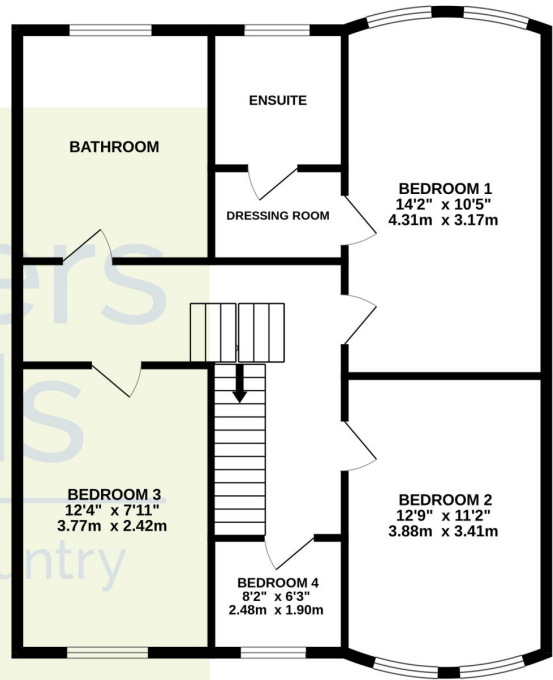 BATHROOM
ENSUITE
DRESSING ROOM
BEDROOM 1
14'2" x 10'5"
4.31m x 3.17m
BEDROOM 3
12'4" x 7'11"
3.77m x 2.42m
BEDROOM 4
8'2" x 6'3"
2.48m x 1.90m
BEDROOM 2
12'9" x 11'2"
3.88m x 3.41m